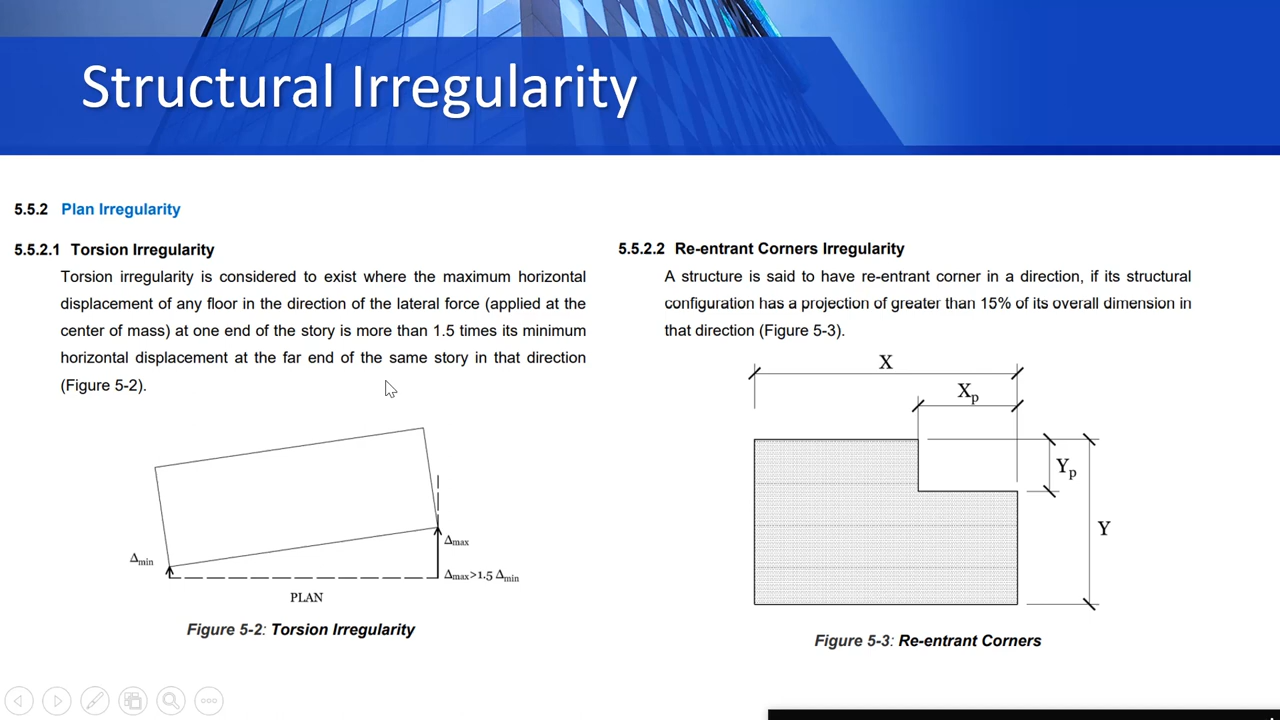 Structural Irregularity
5.5.2 Plan Irregularity
5.5.2.1 Torsion Irregularity
Torsion irregularity is considered to exist where the maximum horizontal
displacement of any floor in the direction of the lateral force (applied at the
center of mass) at one end of the story is more than 1.5 times its minimum
horizontal displacement at the far end of the same story in that direction
(Figure 5-2).
Δmin
Δmax
Δmax>1.5 Δmin
PLAN
Figure 5-2: Torsion Irregularity
5.5.2.2 Re-entrant Corners Irregularity
A structure is said to have re-entrant corner in a direction, if its structural
configuration has a projection of greater than 15% of its overall dimension in
that direction (Figure 5-3).
X
Xp
Yp
Y
Figure 5-3: Re-entrant Corners